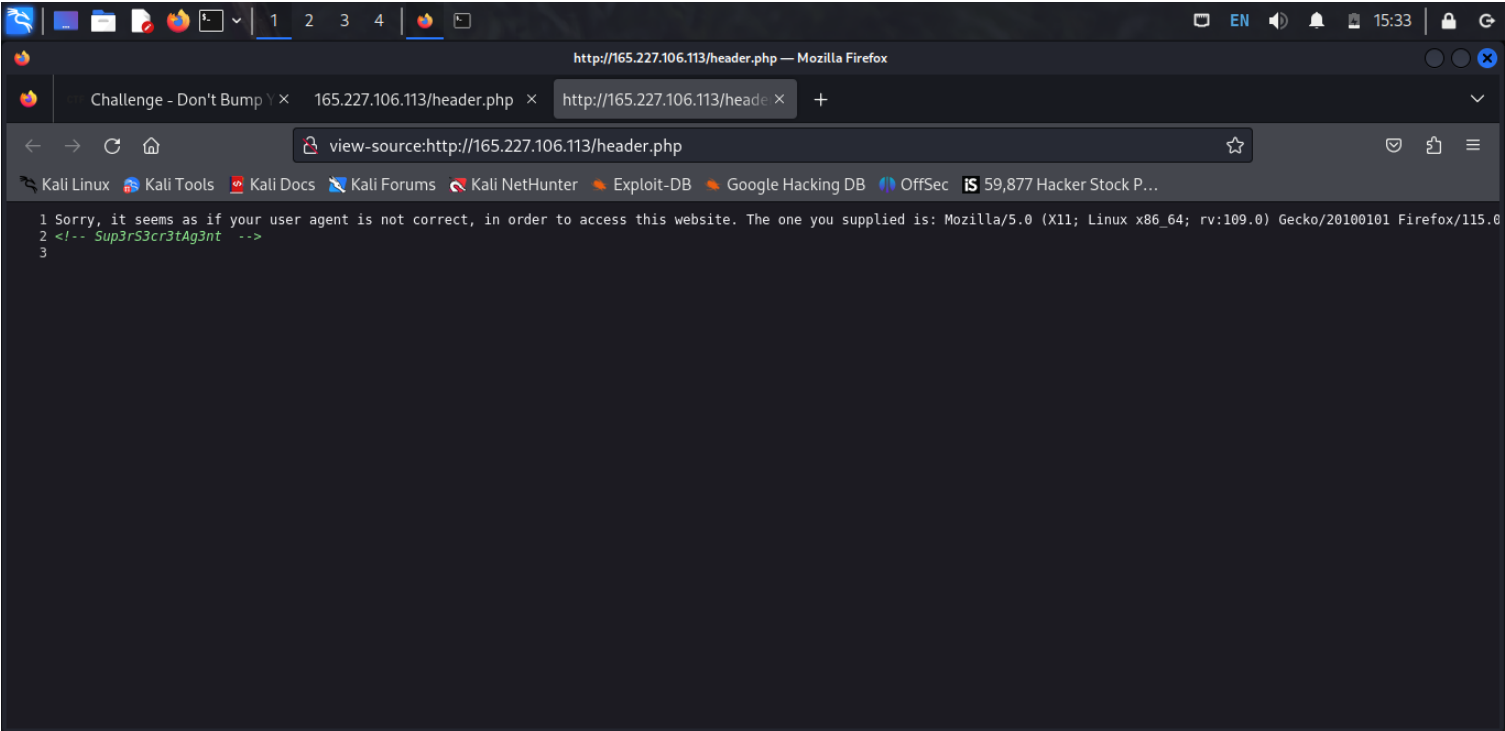 1 2 3 4 EN 15:33
http://165.227.106.113/header.php — Mozilla Firefox
Challenge - Don't Bump Y 165.227.106.113/header.php http://165.227.106.113/heade
view-source:http://165.227.106.113/header.php
Kali Linux Kali Tools Kali Docs Kali Forums Kali NetHunter Exploit-DB Google Hacking DB OffSec iS 59,877 Hacker Stock P…
1 Sorry, it seems as if your user agent is not correct, in order to access this website. The one you supplied is: Mozilla/5.0 (X11; Linux x86_64; rv:109.0) Gecko/20100101 Firefox/115.0
2 <!-- Sup3rS3cr3tAg3nt  -->
3